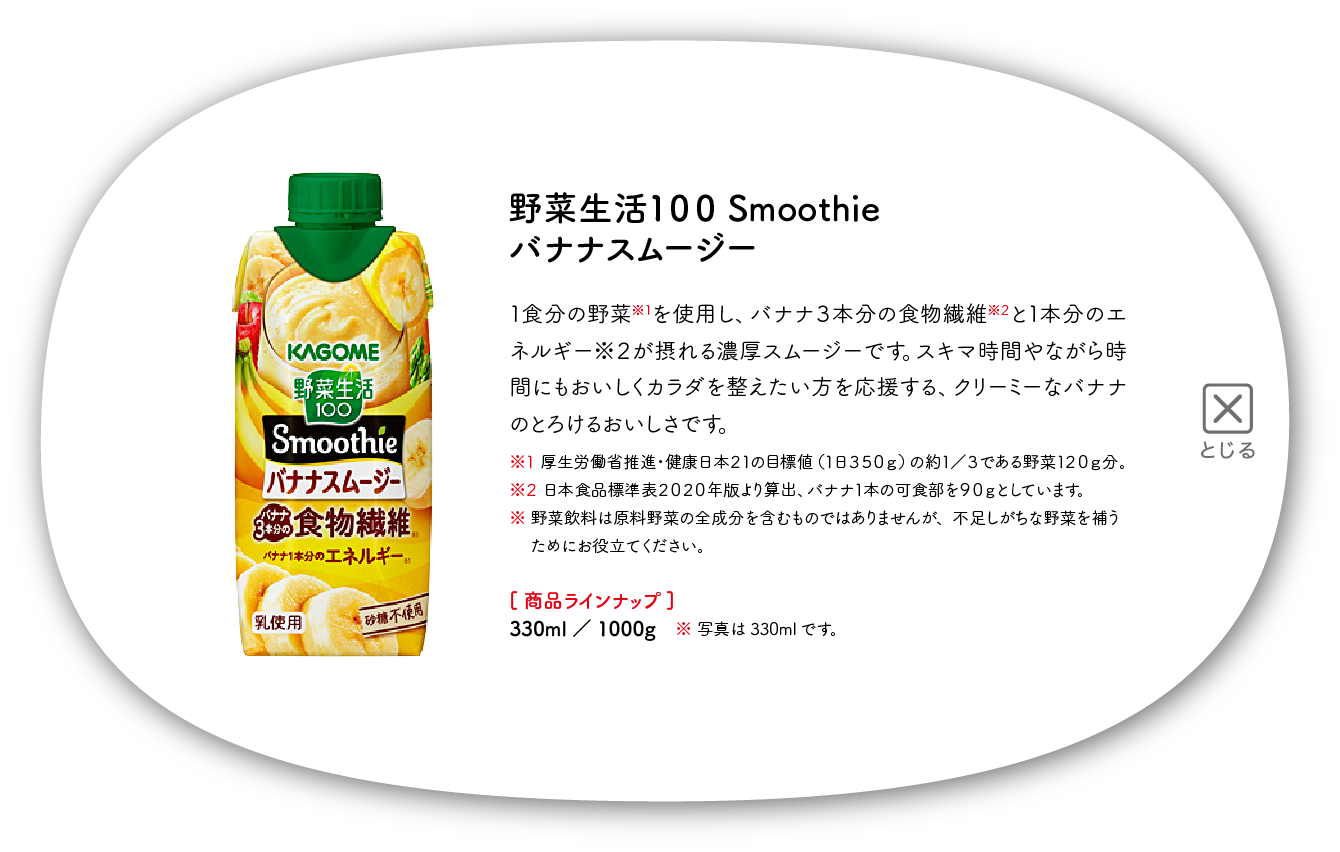 野菜生活100 Smoothie
バナナスムージー
1食分の野菜※1を使用し、バナナ3本分の食物繊維※2と1本分のエ
ネルギー※2が摂れる濃厚スムージーです。スキマ時間やながら時
間にもおいしくカラダを整えたい方を応援する、クリーミーなバナナ
のとろけるおいしさです。
※1 厚生労働省推進・健康日本21の目標値（1日350g）の約1／3である野菜120g分。
※2 日本食品標準表2020年版より算出、バナナ1本の可食部を90gとしています。
※ 野菜飲料は原料野菜の全成分を含むものではありませんが、不足しがちな野菜を補う
ためにお役立てください。
[ 商品ラインナップ ]
330ml ／ 1000g ※ 写真は 330ml です。
KAGOME
野菜生活
100
Smoothie
バナナスムージー
バナナ3本分の食物繊維
バナナ1本分のエネルギー
乳使用
砂糖不使用
とじる